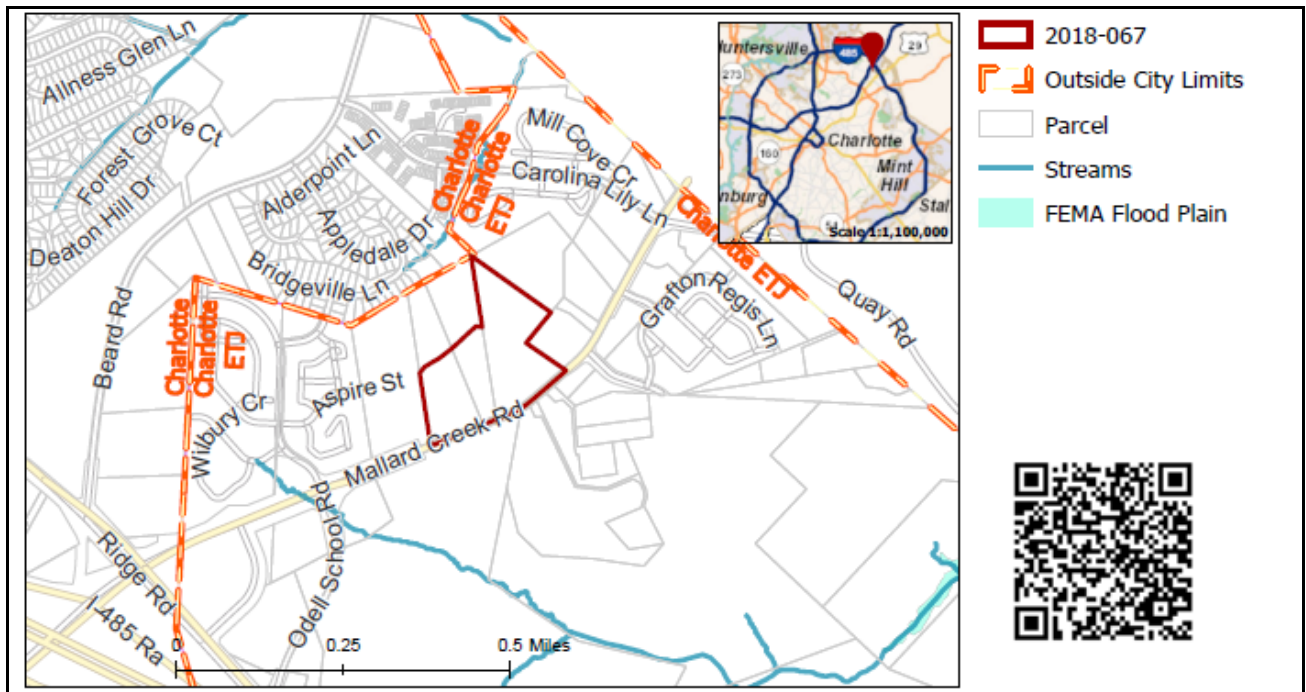 Allness Glen Ln
Forest Grove Ct
Deaton Hill Dr
Alderpoint Ln
Appledale Dr
Bridgeville Ln
Beard Rd
Charlotte
Charlotte
ETJ
Mill Cove Cr
Carolina Lily Ln
Charlotte ETJ
Quay Rd
Grafton Regis Ln
Charlotte
Charlotte
ETJ
Wilbury Cr
Aspire St
Mallard Creek Rd
Odell School Rd
Ridge Rd
I-485 Ra
0 0.25 0.5 Miles
Huntersville
485
29
273
160
Charlotte
Mint
Hill
nburg
Stal
Scale 1:1,100,000
2018-067
Outside City Limits
Parcel
Streams
FEMA Flood Plain